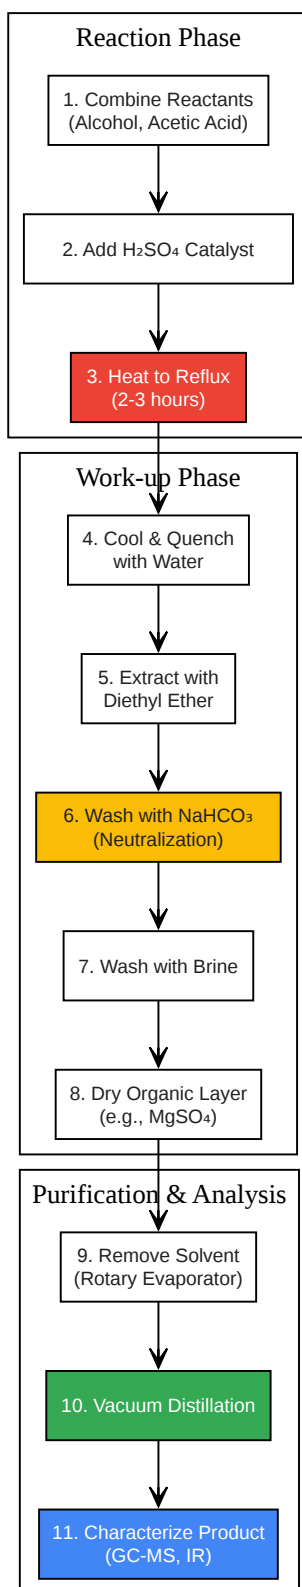 Reaction Phase
1. Combine Reactants
(Alcohol, Acetic Acid)
2. Add H₂SO₄ Catalyst
3. Heat to Reflux
(2-3 hours)
Work-up Phase
4. Cool & Quench
with Water
5. Extract with
Diethyl Ether
6. Wash with NaHCO₃
(Neutralization)
7. Wash with Brine
8. Dry Organic Layer
(e.g., MgSO₄)
Purification & Analysis
9. Remove Solvent
(Rotary Evaporator)
10. Vacuum Distillation
11. Characterize Product
(GC-MS, IR)